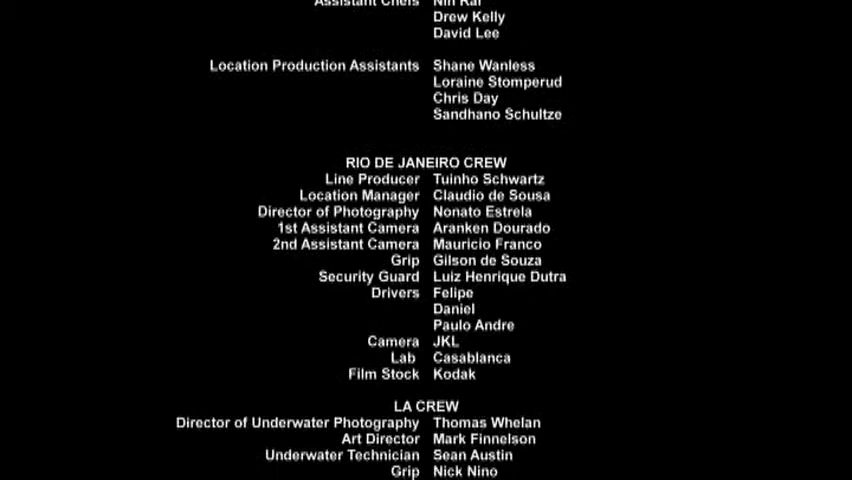 Assistant Chefs
Drew Kelly
David Lee
Location Production Assistants Shane Wanless
Loraine Stomperud
Chris Day
Sandhano Schultze
RIO DE JANEIRO CREW
Line Producer Tuinho Schwartz
Location Manager Claudio de Sousa
Director of Photography Nonato Estrela
1st Assistant Camera Aranken Dourado
2nd Assistant Camera Mauricio Franco
Grip Gilson de Souza
Security Guard Luiz Henrique Dutra
Drivers Felipe
Daniel
Paulo Andre
Camera JKL
Lab Casablanca
Film Stock Kodak
LA CREW
Director of Underwater Photography Thomas Whelan
Art Director Mark Finnelson
Underwater Technician Sean Austin
Grip Nick Nino